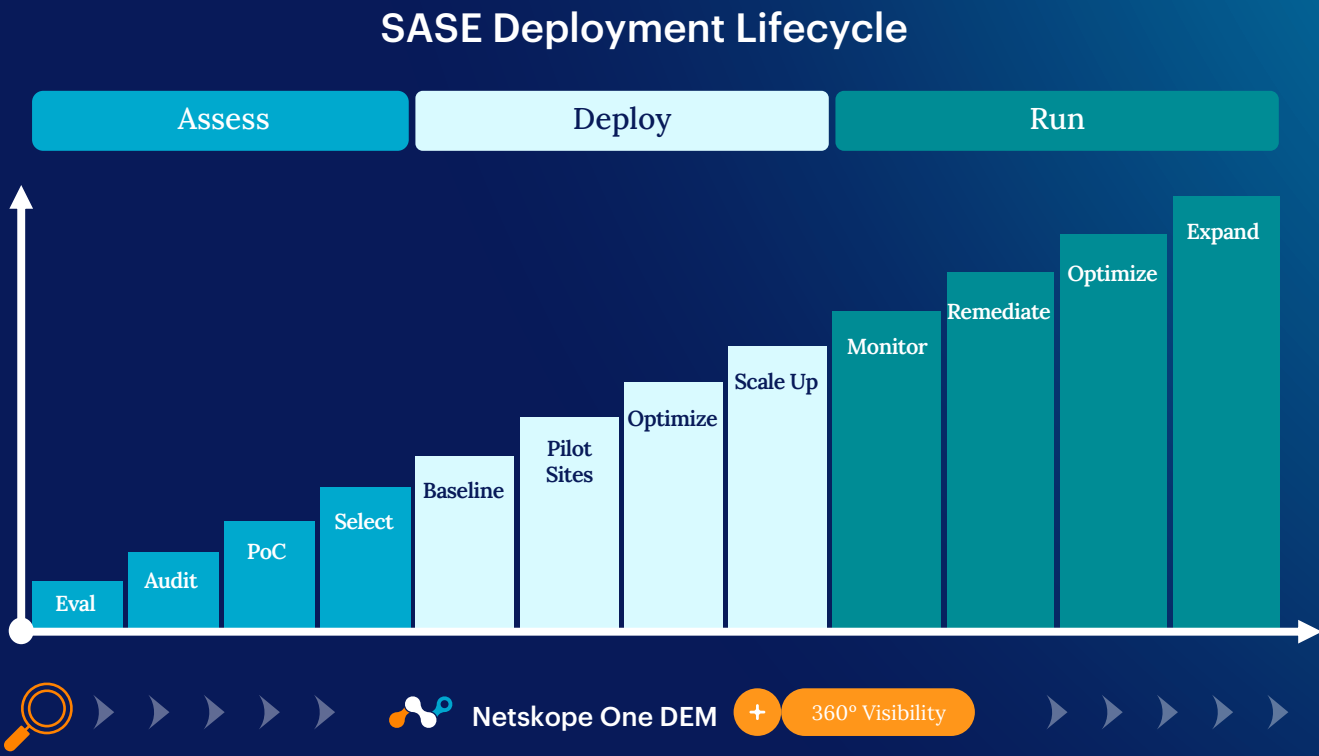 SASE Deployment Lifecycle
Assess
Deploy
Run
Eval
Audit
PoC
Select
Baseline
Pilot
Sites
Optimize
Scale Up
Monitor
Remediate
Optimize
Expand
Netskope One DEM
+
360º Visibility